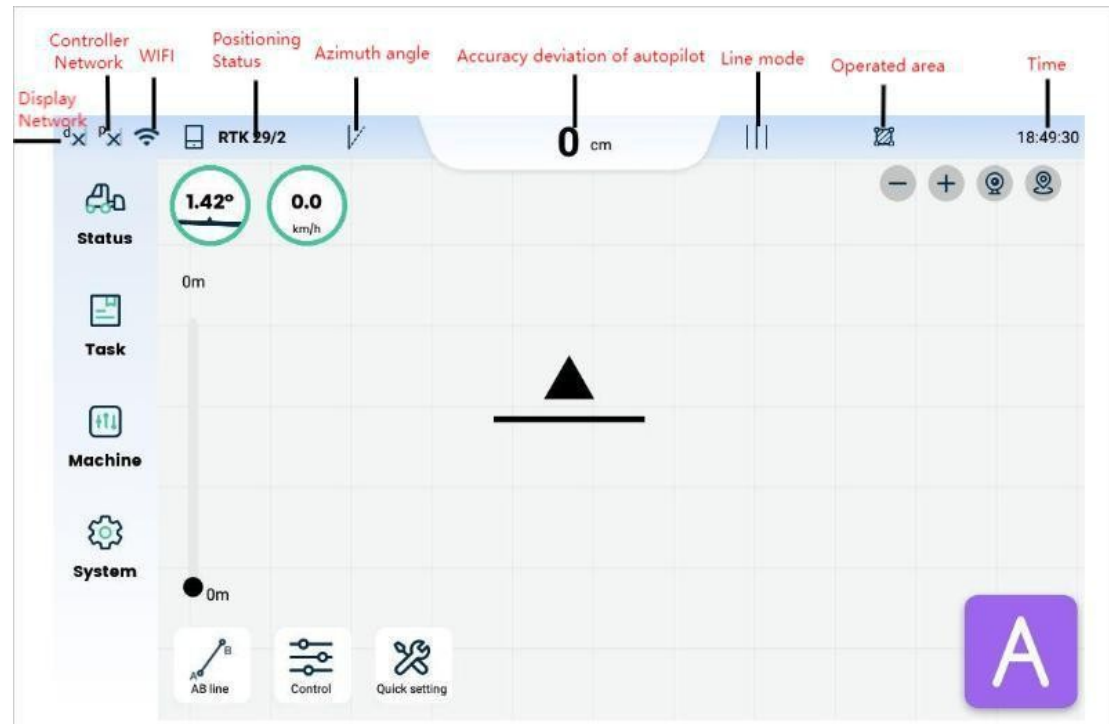 Controller
Network
WIFI
Positioning
Status
Azimuth angle
Accuracy deviation of autopilot
Line mode
Operated area
Time
Display
Network
d
p
RTK 29/2
0 cm
18:49:30
1.42°
0.0
km/h
Status
0m
Task
Machine
System
0m
B
A
AB line
Control
Quick setting
A